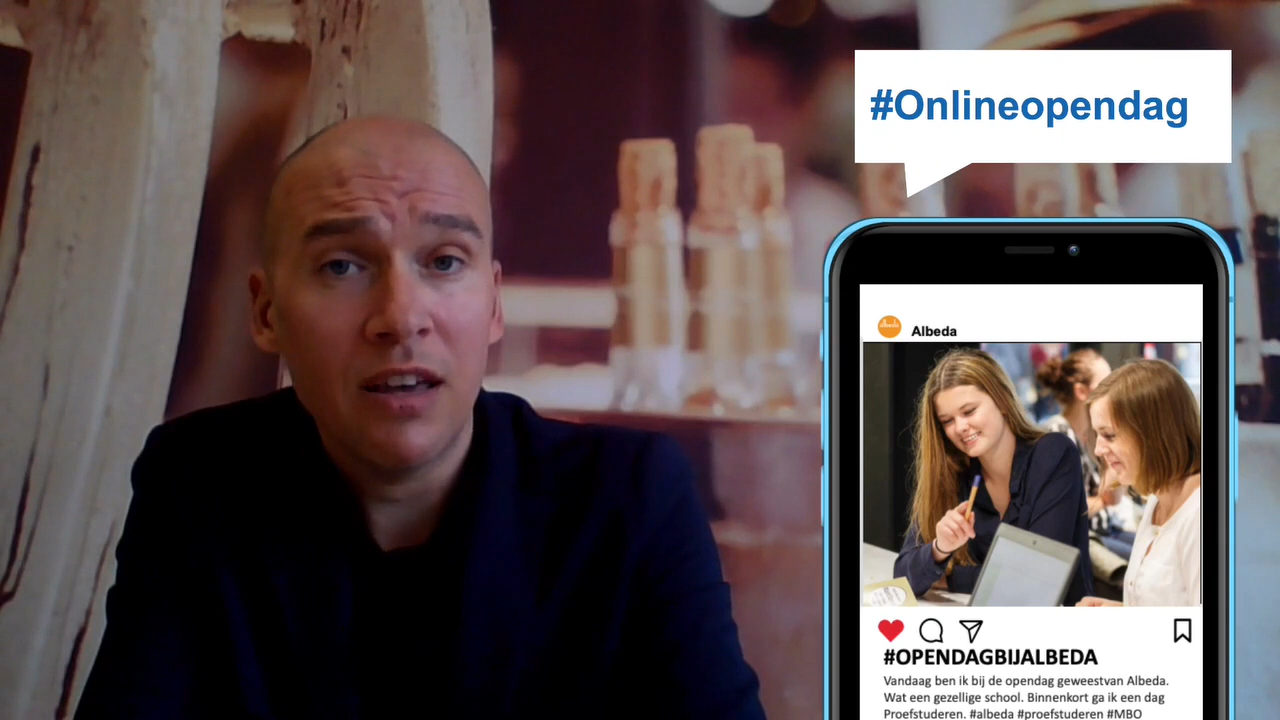 #Onlineopendag
albeda
Albeda
#OPENDAGBIJALBEDA
Vandaag ben ik bij de opendag geweestvan Albeda.
Wat een gezellige school. Binnenkort ga ik een dag
Proefstuderen. #albeda #proefstuderen #MBO